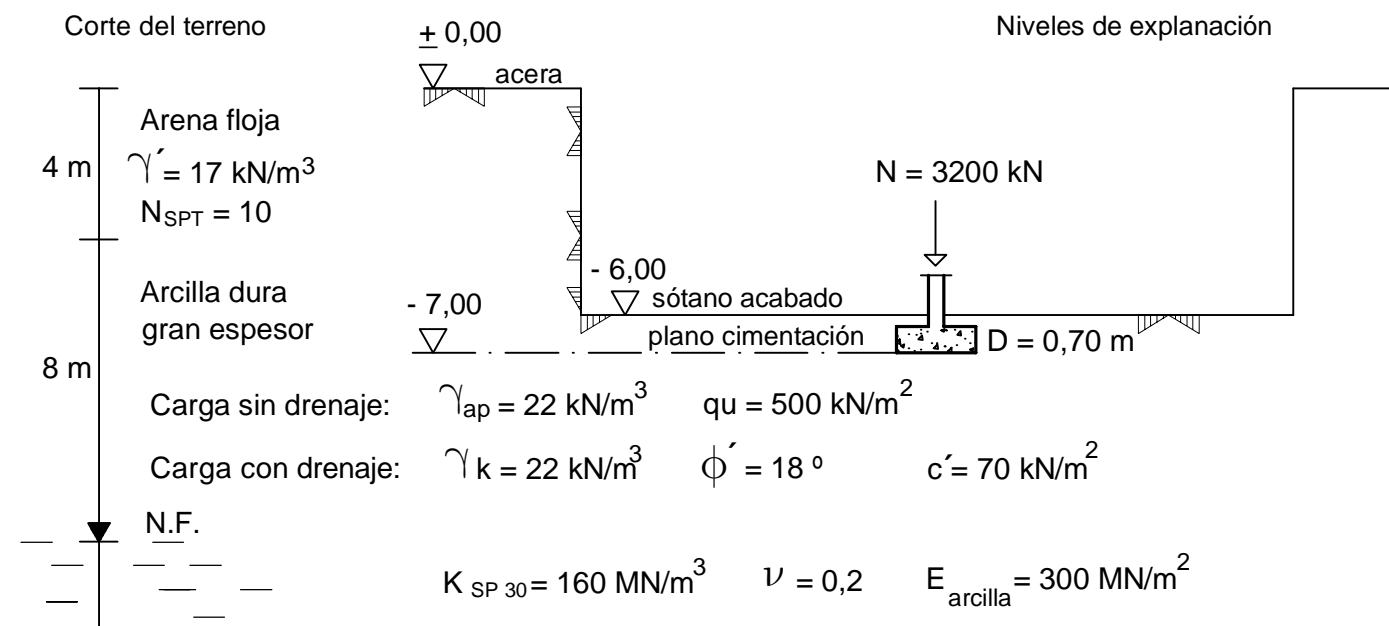 Corte del terreno
± 0,00
Niveles de explanación
acera
Arena floja
4 m
γ´= 17 kN/m³
N = 3200 kN
N_SPT = 10
- 6,00
Arcilla dura
- 7,00
sótano acabado
gran espesor
plano cimentación
D = 0,70 m
8 m
Carga sin drenaje: γap = 22 kN/m³ qu = 500 kN/m²
Carga con drenaje: γ k = 22 kN/m³ ϕ´ = 18 º c´= 70 kN/m²
N.F.
K SP 30 = 160 MN/m³ ν = 0,2 E arcilla = 300 MN/m²